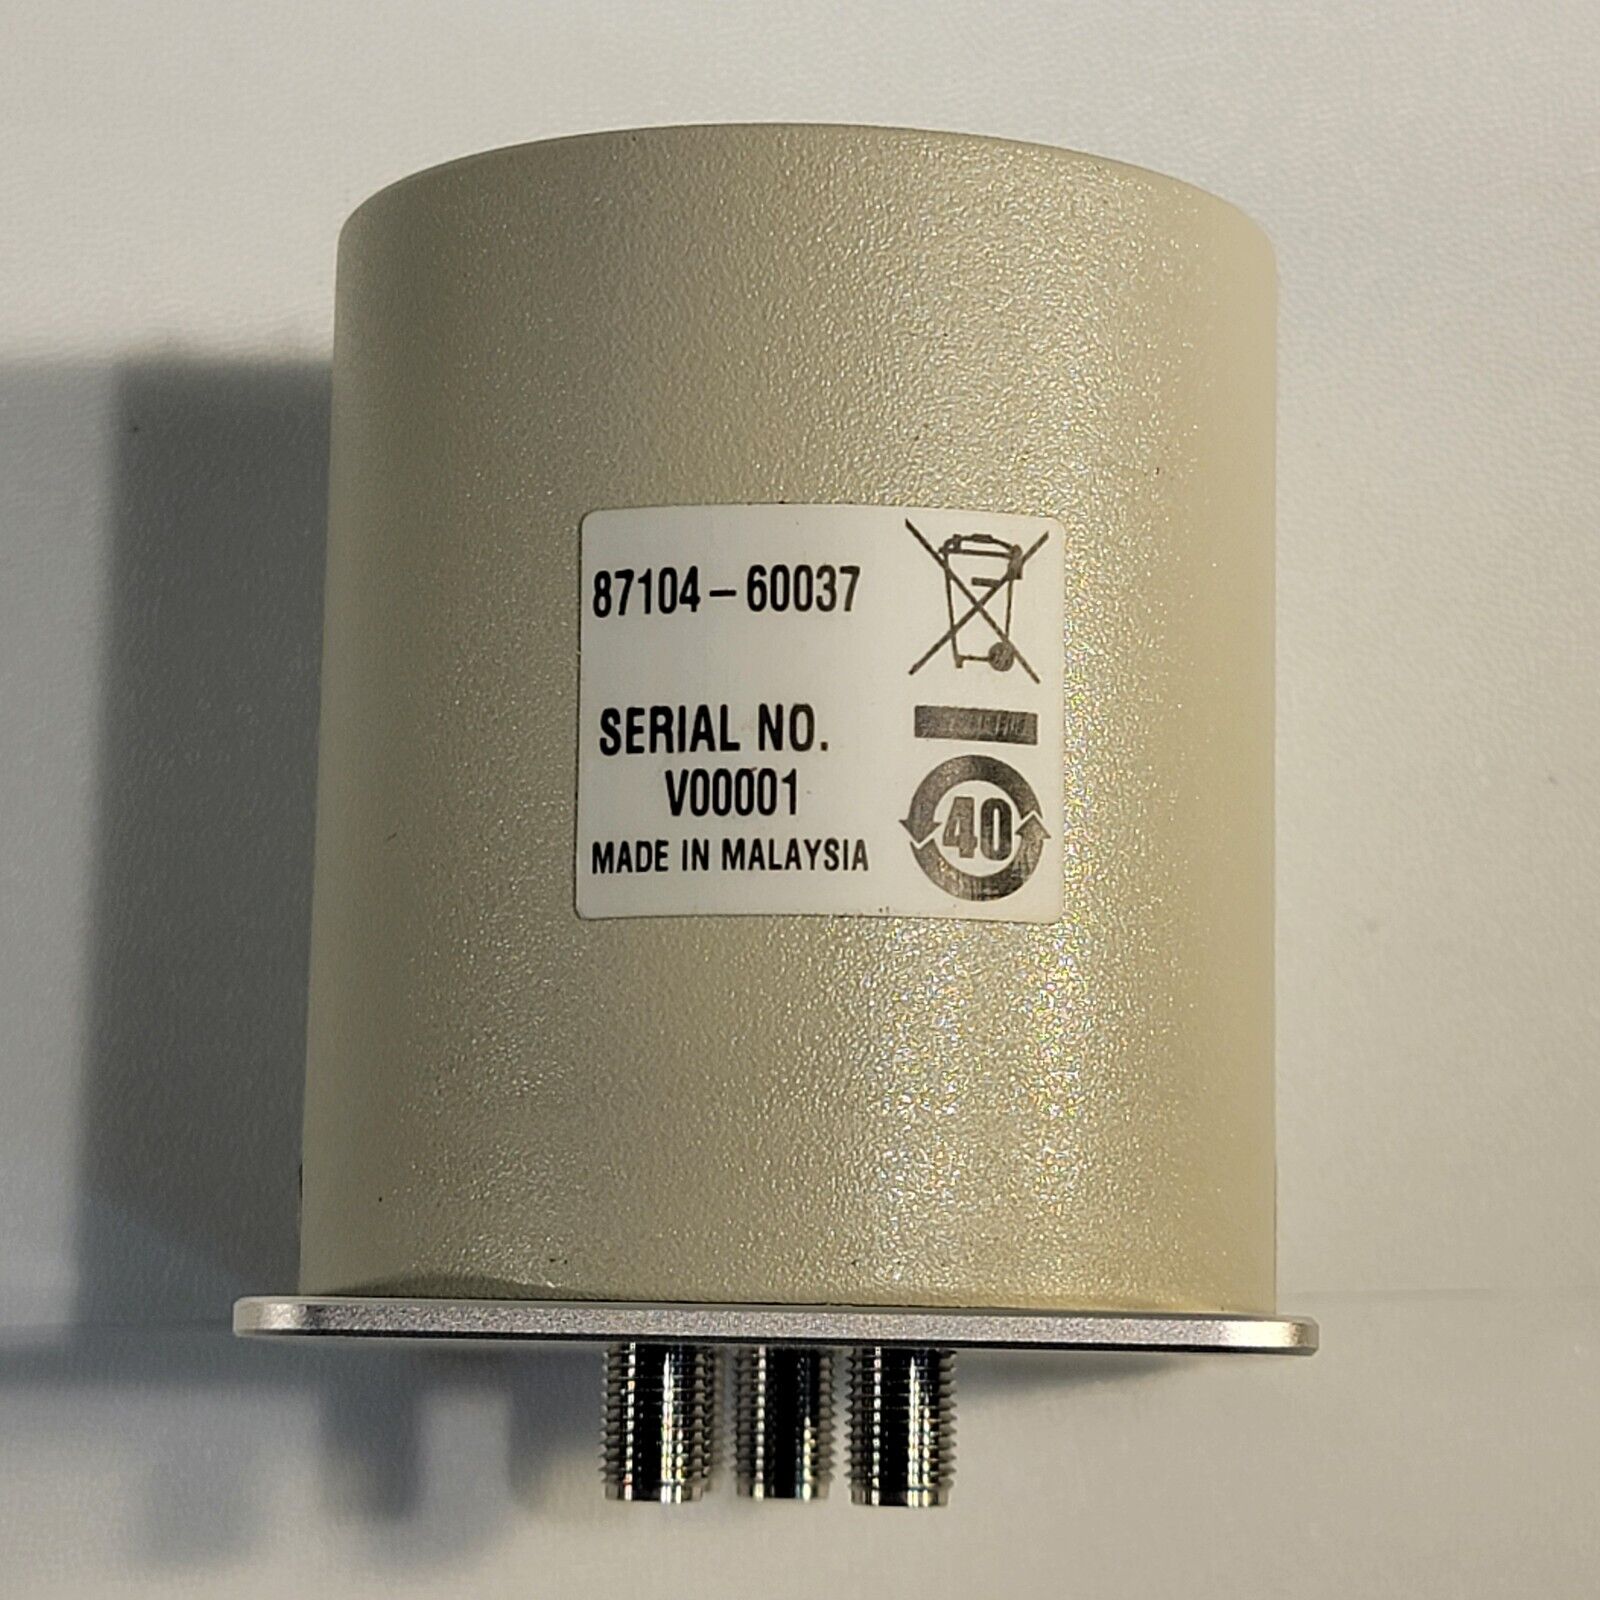 87104-60037
SERIAL NO.
V00001
MADE IN MALAYSIA
40